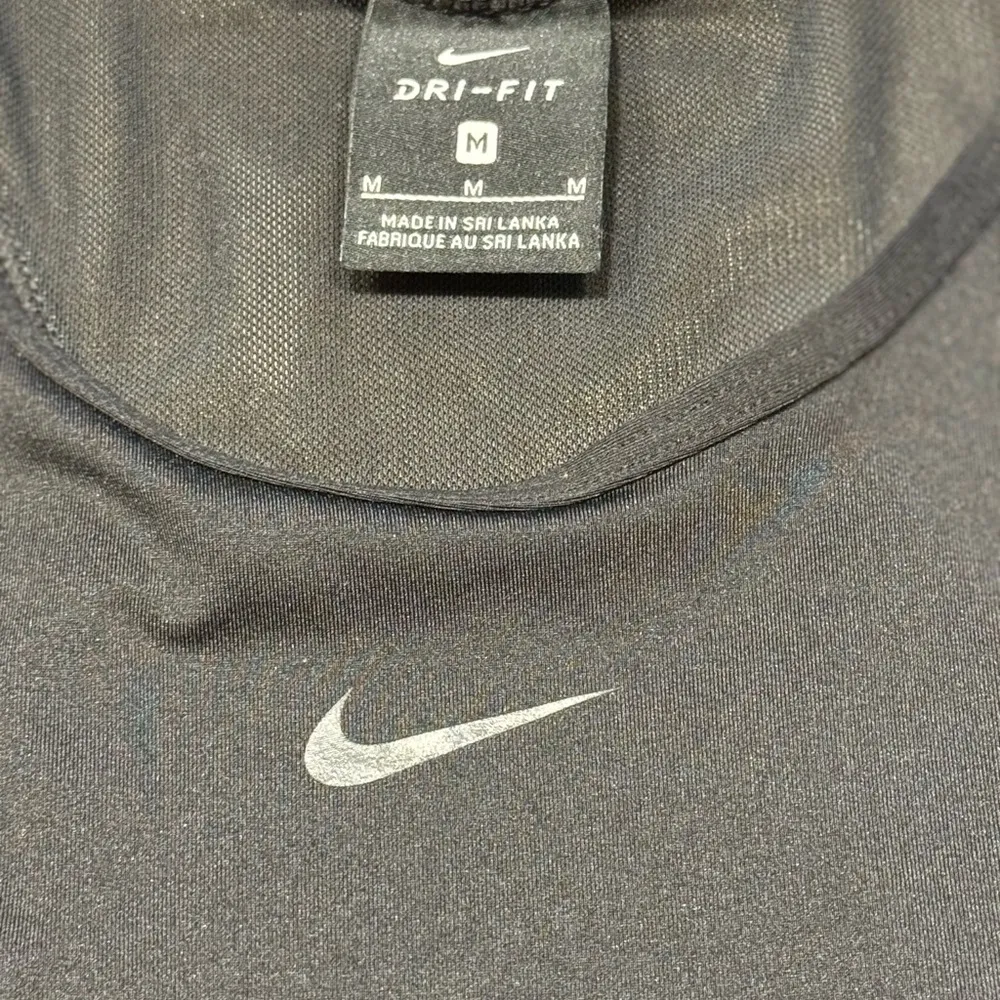 DRI-FIT
M
M M M
MADE IN SRI LANKA
FABRIQUE AU SRI LANKA